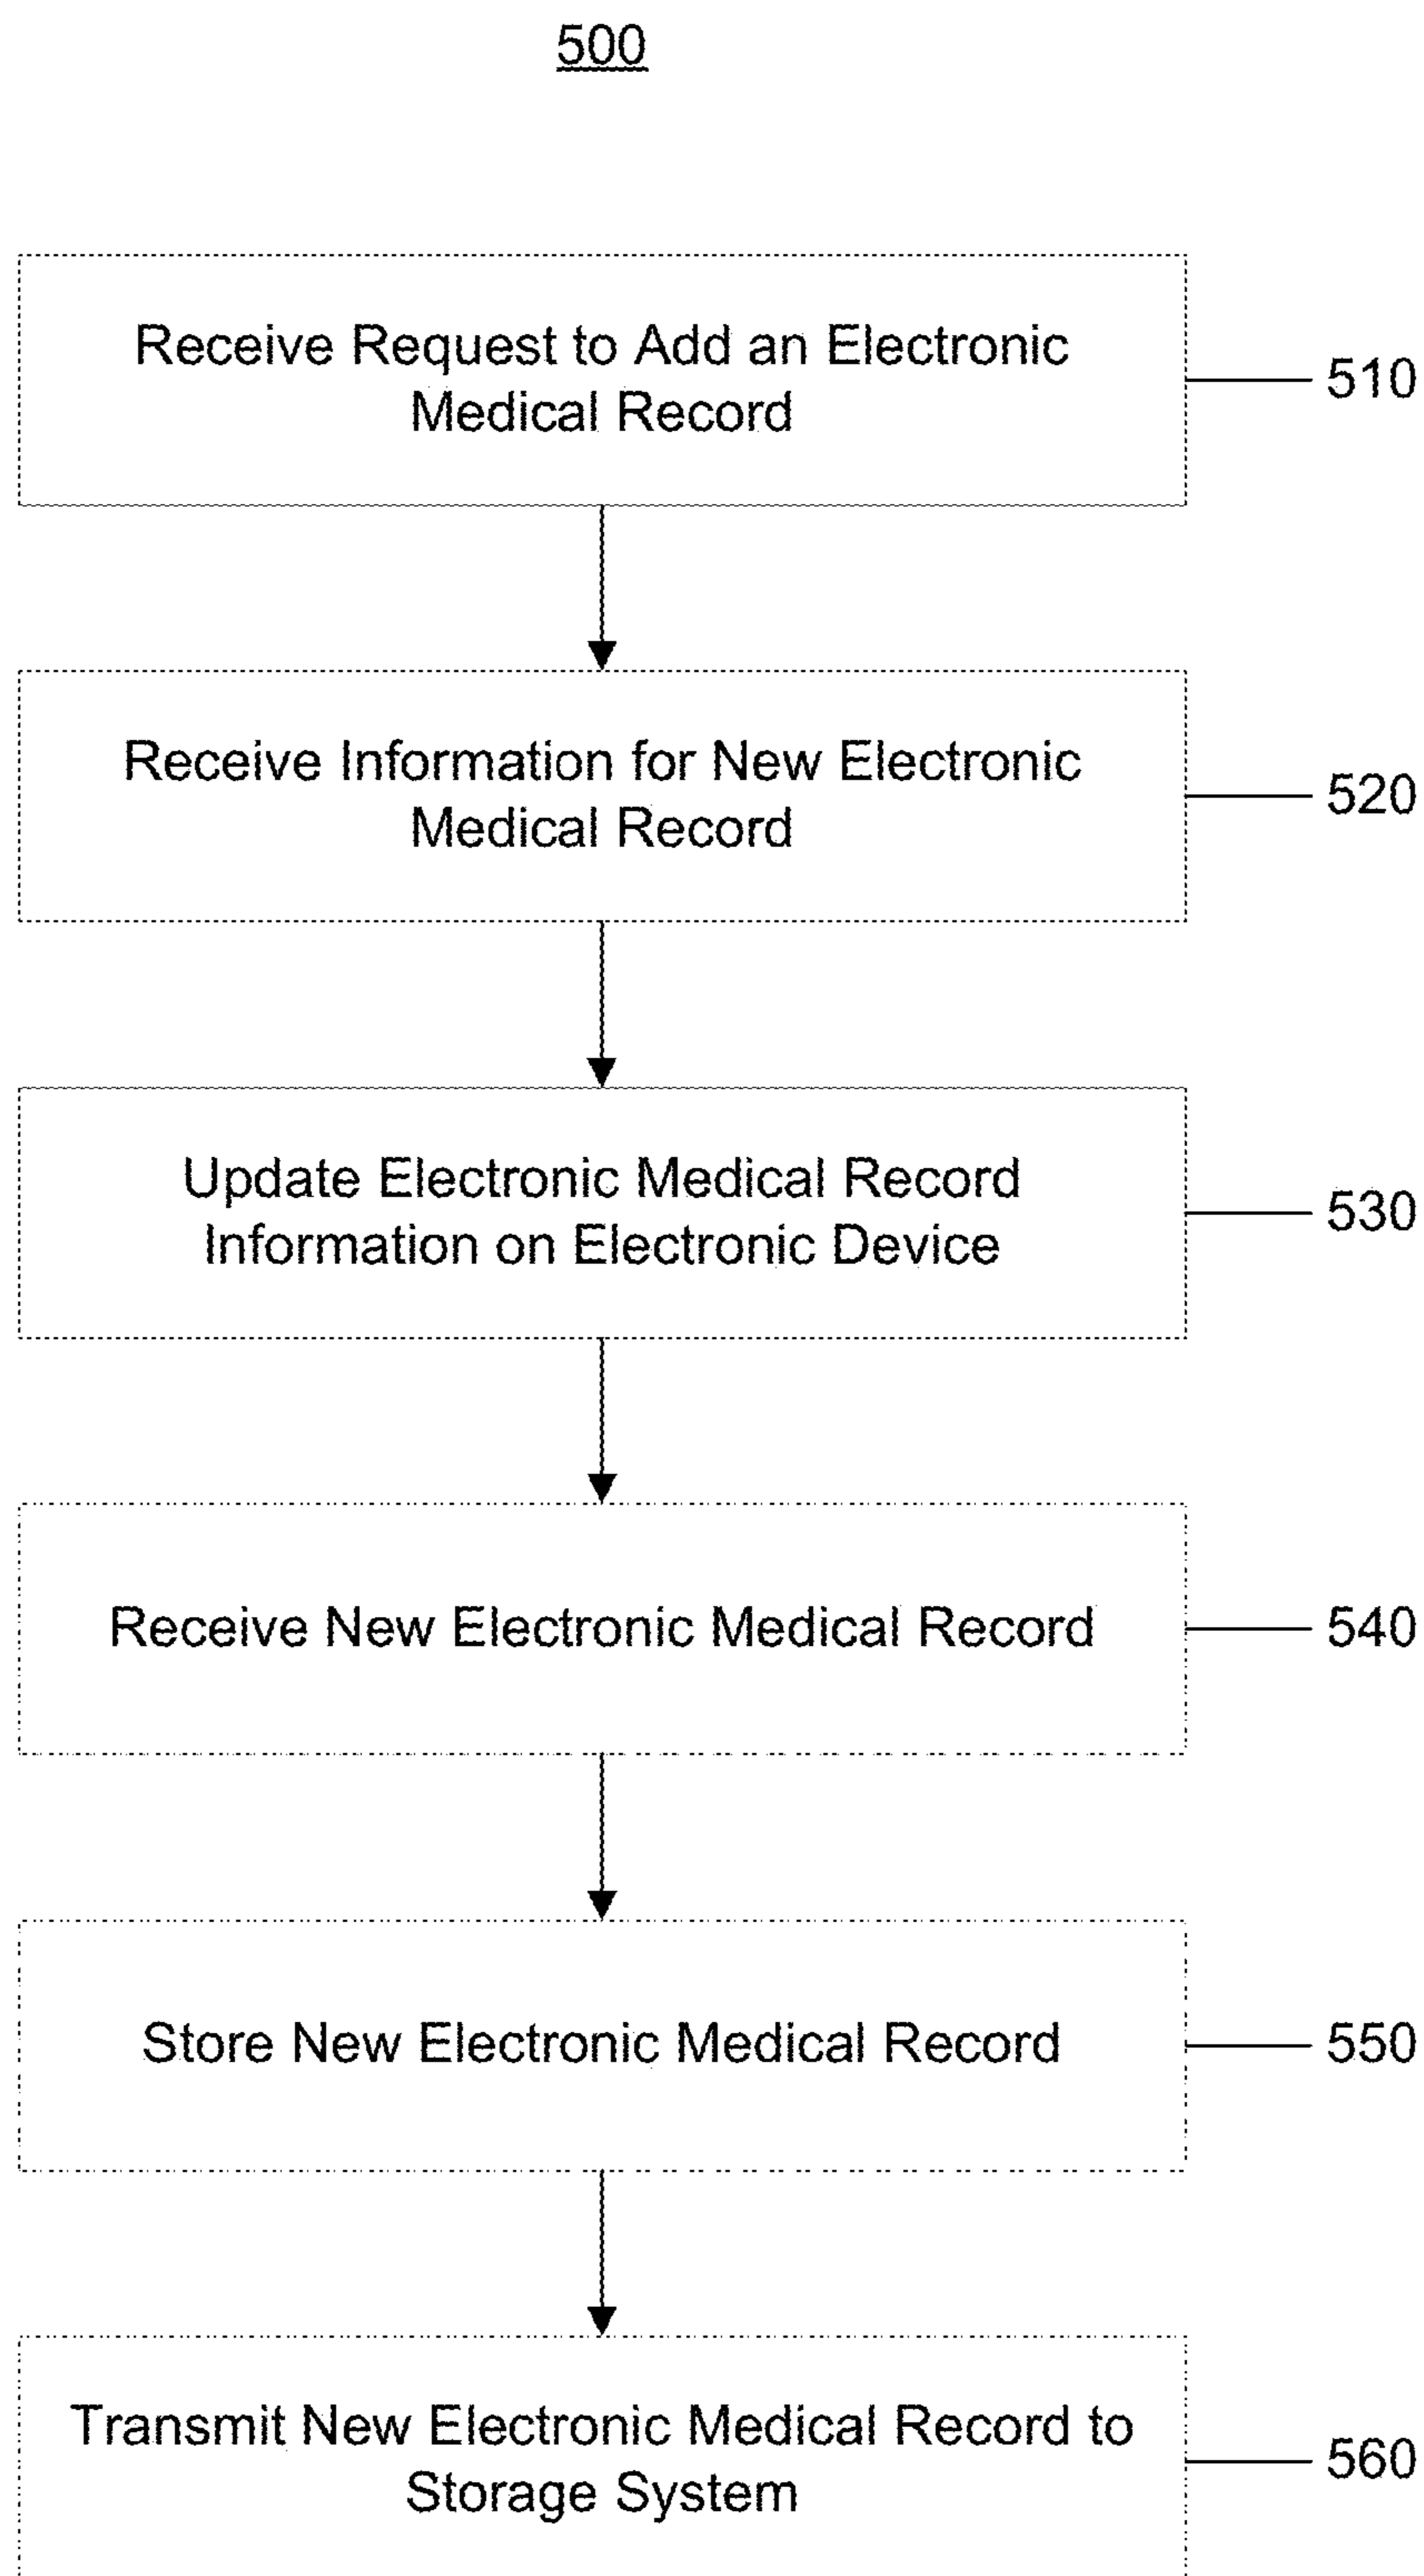 500
Receive Request to Add an Electronic
Medical Record
510
Receive Information for New Electronic
Medical Record
520
Update Electronic Medical Record
Information on Electronic Device
530
Receive New Electronic Medical Record
540
Store New Electronic Medical Record
550
Transmit New Electronic Medical Record to
Storage System
560